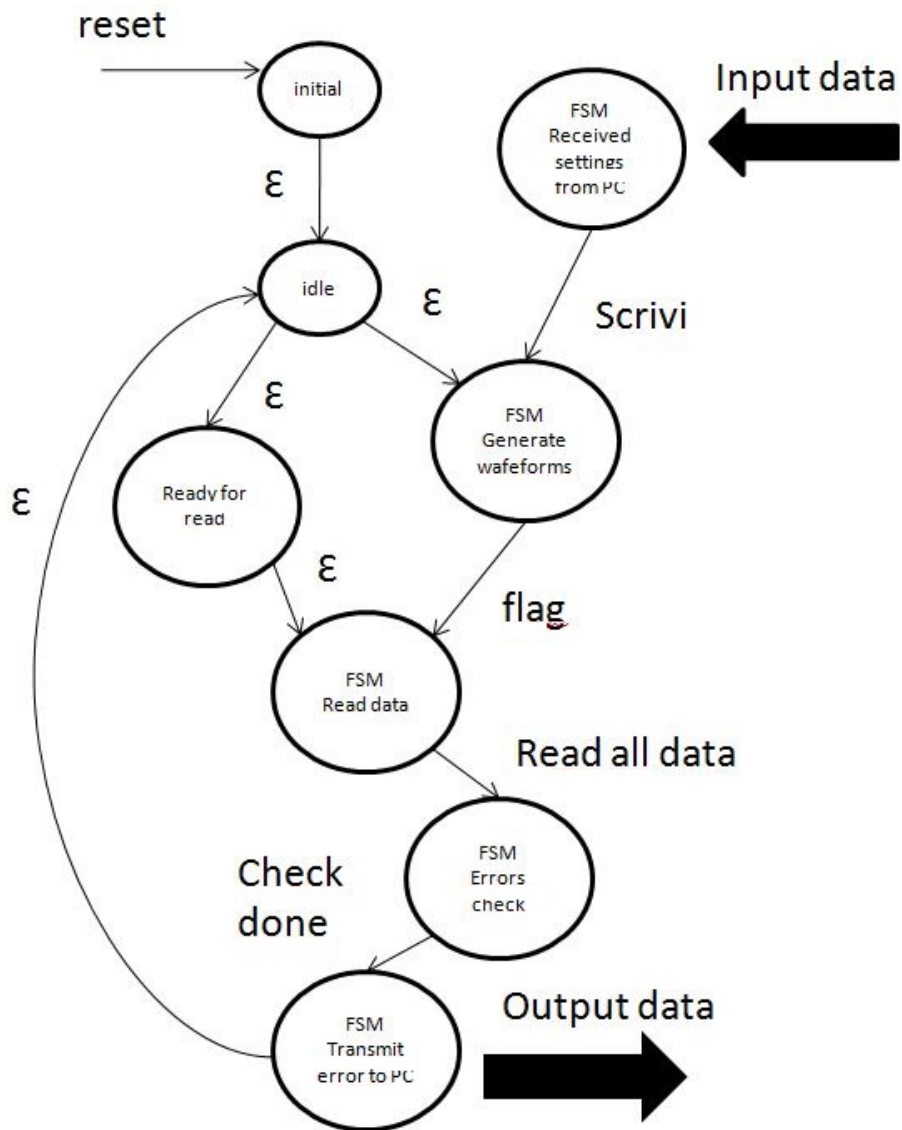 reset
initial
Input data
FSM
Received
settings
from PC
ε
idle
ε
Scrivi
ε
FSM
Generate
wafeforms
Ready for
read
ε
ε
flag
FSM
Read data
Read all data
FSM
Errors
check
Check
done
Output data
FSM
Transmit
error to PC